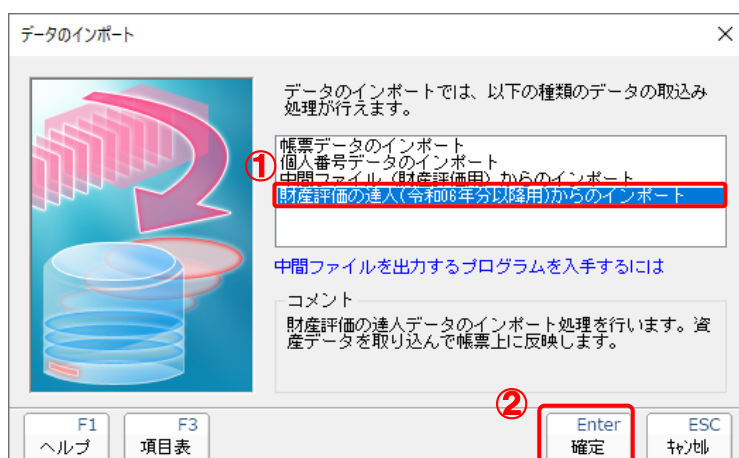 データのインポート
データのインポートでは、以下の種類のデータの取込み
処理が行えます。
帳票データのインポート
①
個人番号データのインポート
中間ファイル（財産評価用）からのインポート
財産評価の達人(令和06年分以降用)からのインポート
中間ファイルを出力するプログラムを入手するには
コメント
財産評価の達人データのインポート処理を行います。資
産データを取り込んで帳票上に反映します。
②
F1
ヘルプ
F3
項目表
Enter
確定
ESC
ｷｬﾝｾﾙ